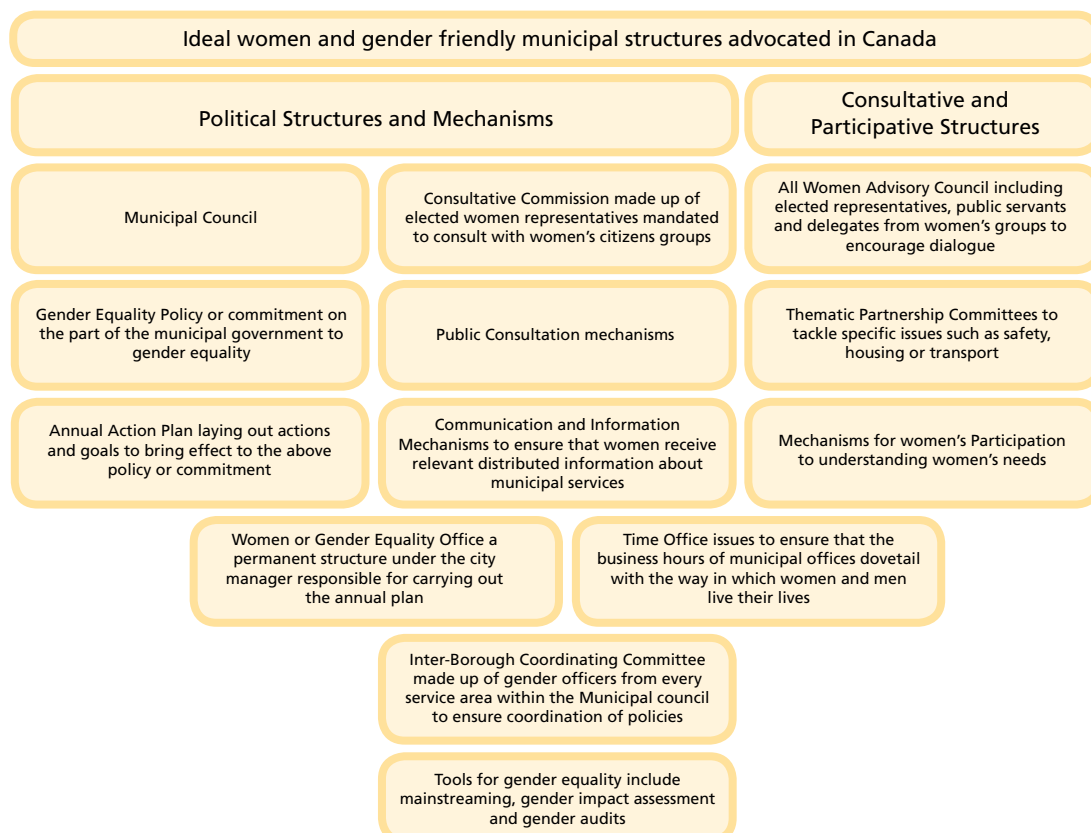 Ideal women and gender friendly municipal structures advocated in Canada
Political Structures and Mechanisms
Consultative and
Participative Structures
Municipal Council
Consultative Commission made up of
elected women representatives mandated
to consult with women's citizens groups
All Women Advisory Council including
elected representatives, public servants
and delegates from women's groups to
encourage dialogue
Gender Equality Policy or commitment on
the part of the municipal government to
gender equality
Public Consultation mechanisms
Thematic Partnership Committees to
tackle specific issues such as safety,
housing or transport
Annual Action Plan laying out actions
and goals to bring effect to the above
policy or commitment
Communication and Information
Mechanisms to ensure that women receive
relevant distributed information about
municipal services
Mechanisms for women's Participation
to understanding women's needs
Women or Gender Equality Office a
permanent structure under the city
manager responsible for carrying out
the annual plan
Time Office issues to ensure that the
business hours of municipal offices dovetail
with the way in which women and men
live their lives
Inter-Borough Coordinating Committee
made up of gender officers from every
service area within the Municipal council
to ensure coordination of policies
Tools for gender equality include
mainstreaming, gender impact assessment
and gender audits